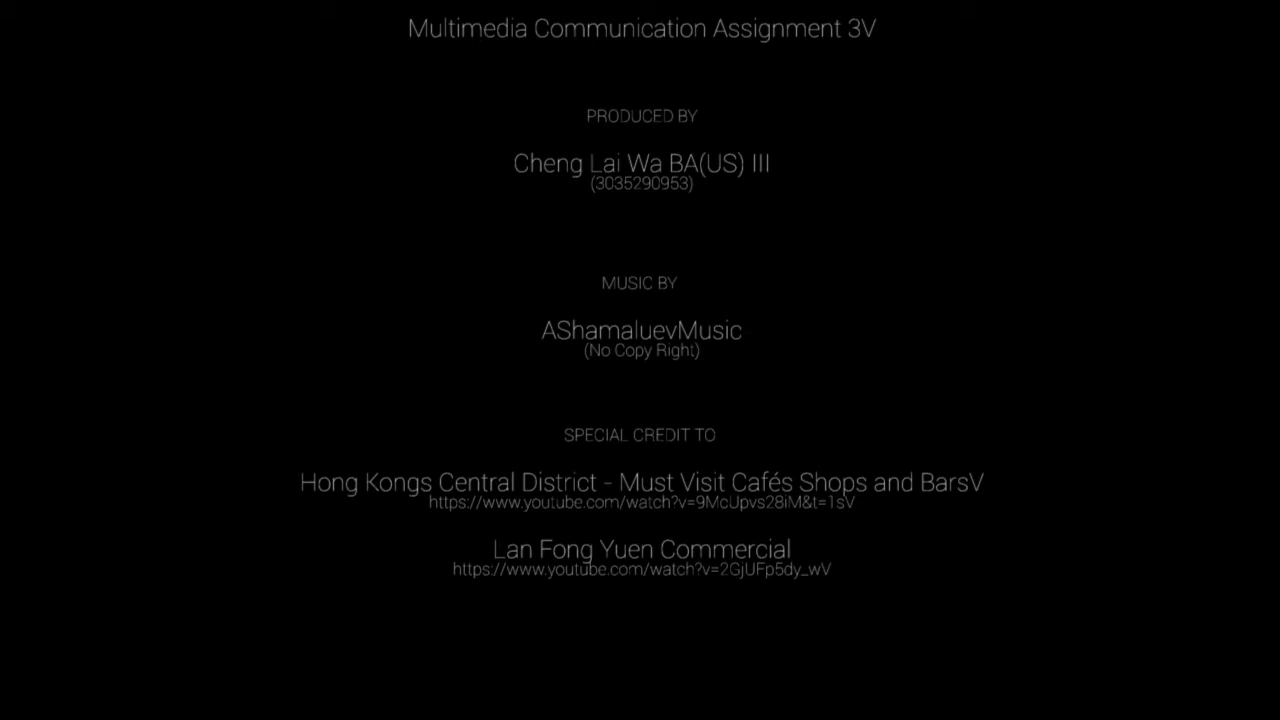 Multimedia Communication Assignment 3V
PRODUCED BY
Cheng Lai Wa BA(US) III
(3035290953)
MUSIC BY
AShamaluevMusic
(No Copy Right)
SPECIAL CREDIT TO
Hong Kongs Central District - Must Visit Cafés Shops and BarsV
https://www.youtube.com/watch?v=9McUpvs28iM&t=1sV
Lan Fong Yuen Commercial
https://www.youtube.com/watch?v=2GjUFp5dy_wV